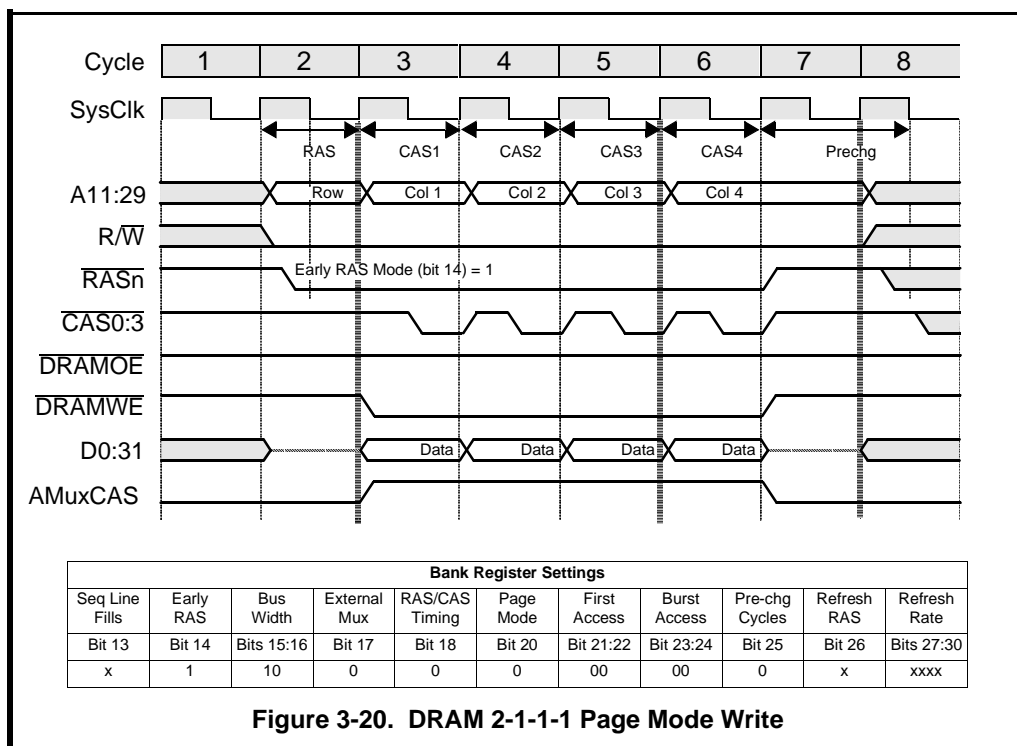 Cycle 1 2 3 4 5 6 7 8
SysClk
RAS CAS1 CAS2 CAS3 CAS4 Prechg
A11:29 Row Col 1 Col 2 Col 3 Col 4
R/W
RASn Early RAS Mode (bit 14) = 1
CAS0:3
DRAMOE
DRAMWE
D0:31 Data Data Data Data
AMuxCAS
Bank Register Settings
Seq Line Fills Early RAS Bus Width External Mux RAS/CAS Timing Page Mode First Access Burst Access Pre-chg Cycles Refresh RAS Refresh Rate
Bit 13 Bit 14 Bits 15:16 Bit 17 Bit 18 Bit 20 Bit 21:22 Bit 23:24 Bit 25 Bit 26 Bits 27:30
x 1 10 0 0 0 00 00 0 x xxxx
Figure 3-20. DRAM 2-1-1-1 Page Mode Write